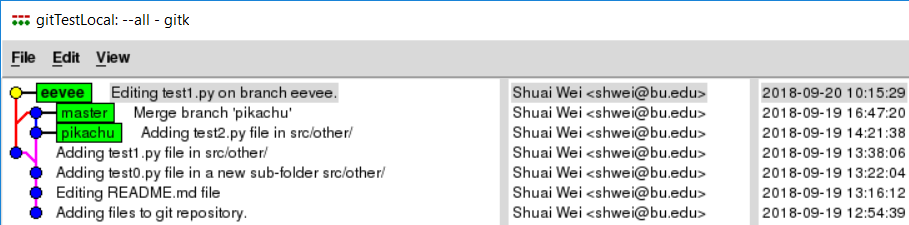 gitTestLocal: --all - gitk
File Edit View
eevee Editing test1.py on branch eevee. Shuai Wei <shwei@bu.edu> 2018-09-20 10:15:29
master Merge branch 'pikachu' Shuai Wei <shwei@bu.edu> 2018-09-19 16:47:20
pikachu Adding test2.py file in src/other/ Shuai Wei <shwei@bu.edu> 2018-09-19 14:21:38
Adding test1.py file in src/other/ Shuai Wei <shwei@bu.edu> 2018-09-19 13:38:06
Adding test0.py file in a new sub-folder src/other/ Shuai Wei <shwei@bu.edu> 2018-09-19 13:22:04
Editing README.md file Shuai Wei <shwei@bu.edu> 2018-09-19 13:16:12
Adding files to git repository. Shuai Wei <shwei@bu.edu> 2018-09-19 12:54:39